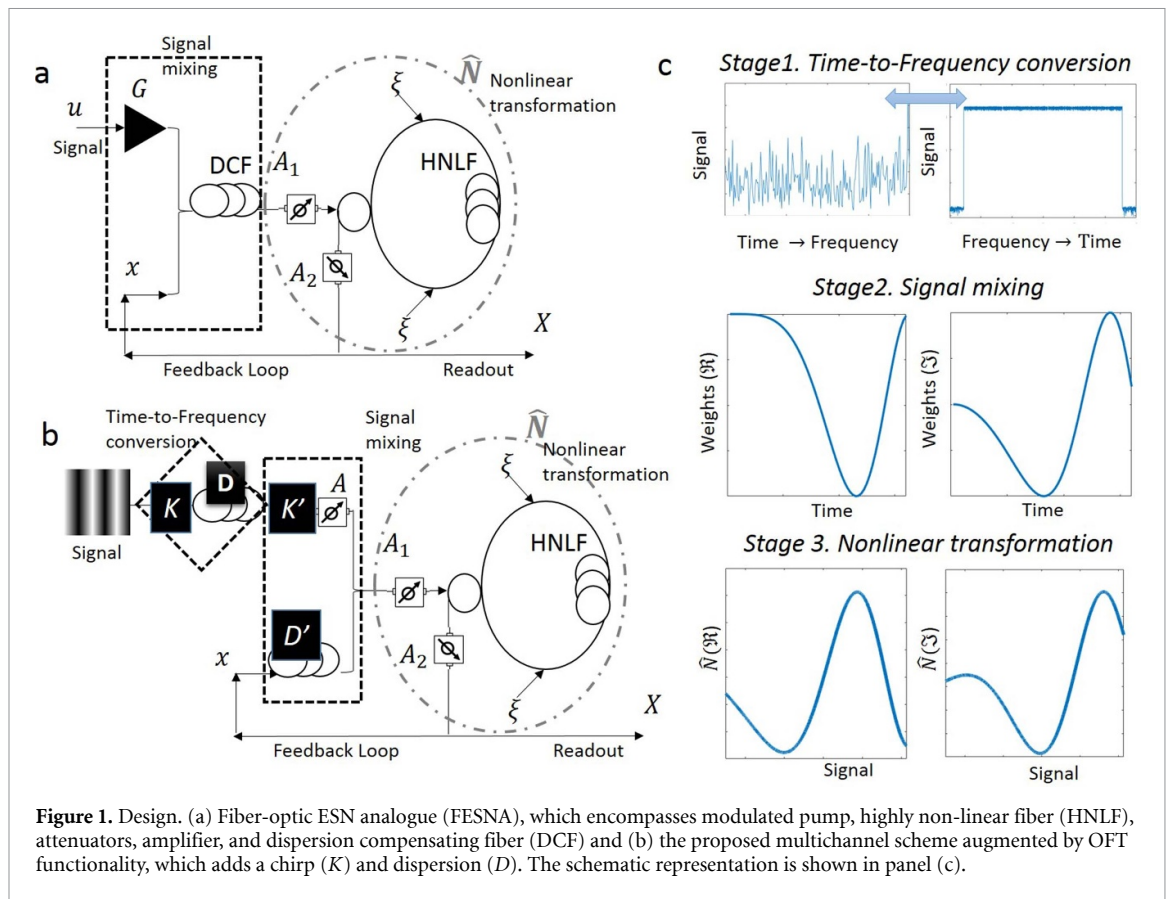 a
Signal
mixing
G
u
Signal
DCF
x
A₁
A₂
N̂
Nonlinear
transformation
ξ
HNLF
ξ
X
Feedback Loop
Readout
b
Time-to-Frequency
conversion
Signal
mixing
N̂
Nonlinear
transformation
K
D
K'
A
Signal
D'
x
A₁
A₂
ξ
HNLF
ξ
X
Feedback Loop
Readout
c
Stage1. Time-to-Frequency conversion
Signal
Signal
Time → Frequency
Frequency → Time
Stage2. Signal mixing
Weights (ℜ)
Weights (ℑ)
Time
Time
Stage 3. Nonlinear transformation
N̂(ℜ)
N̂(ℑ)
Signal
Signal
Figure 1. Design. (a) Fiber-optic ESN analogue (FESNA), which encompasses modulated pump, highly non-linear fiber (HNLF),
attenuators, amplifier, and dispersion compensating fiber (DCF) and (b) the proposed multichannel scheme augmented by OFT
functionality, which adds a chirp (K) and dispersion (D). The schematic representation is shown in panel (c).